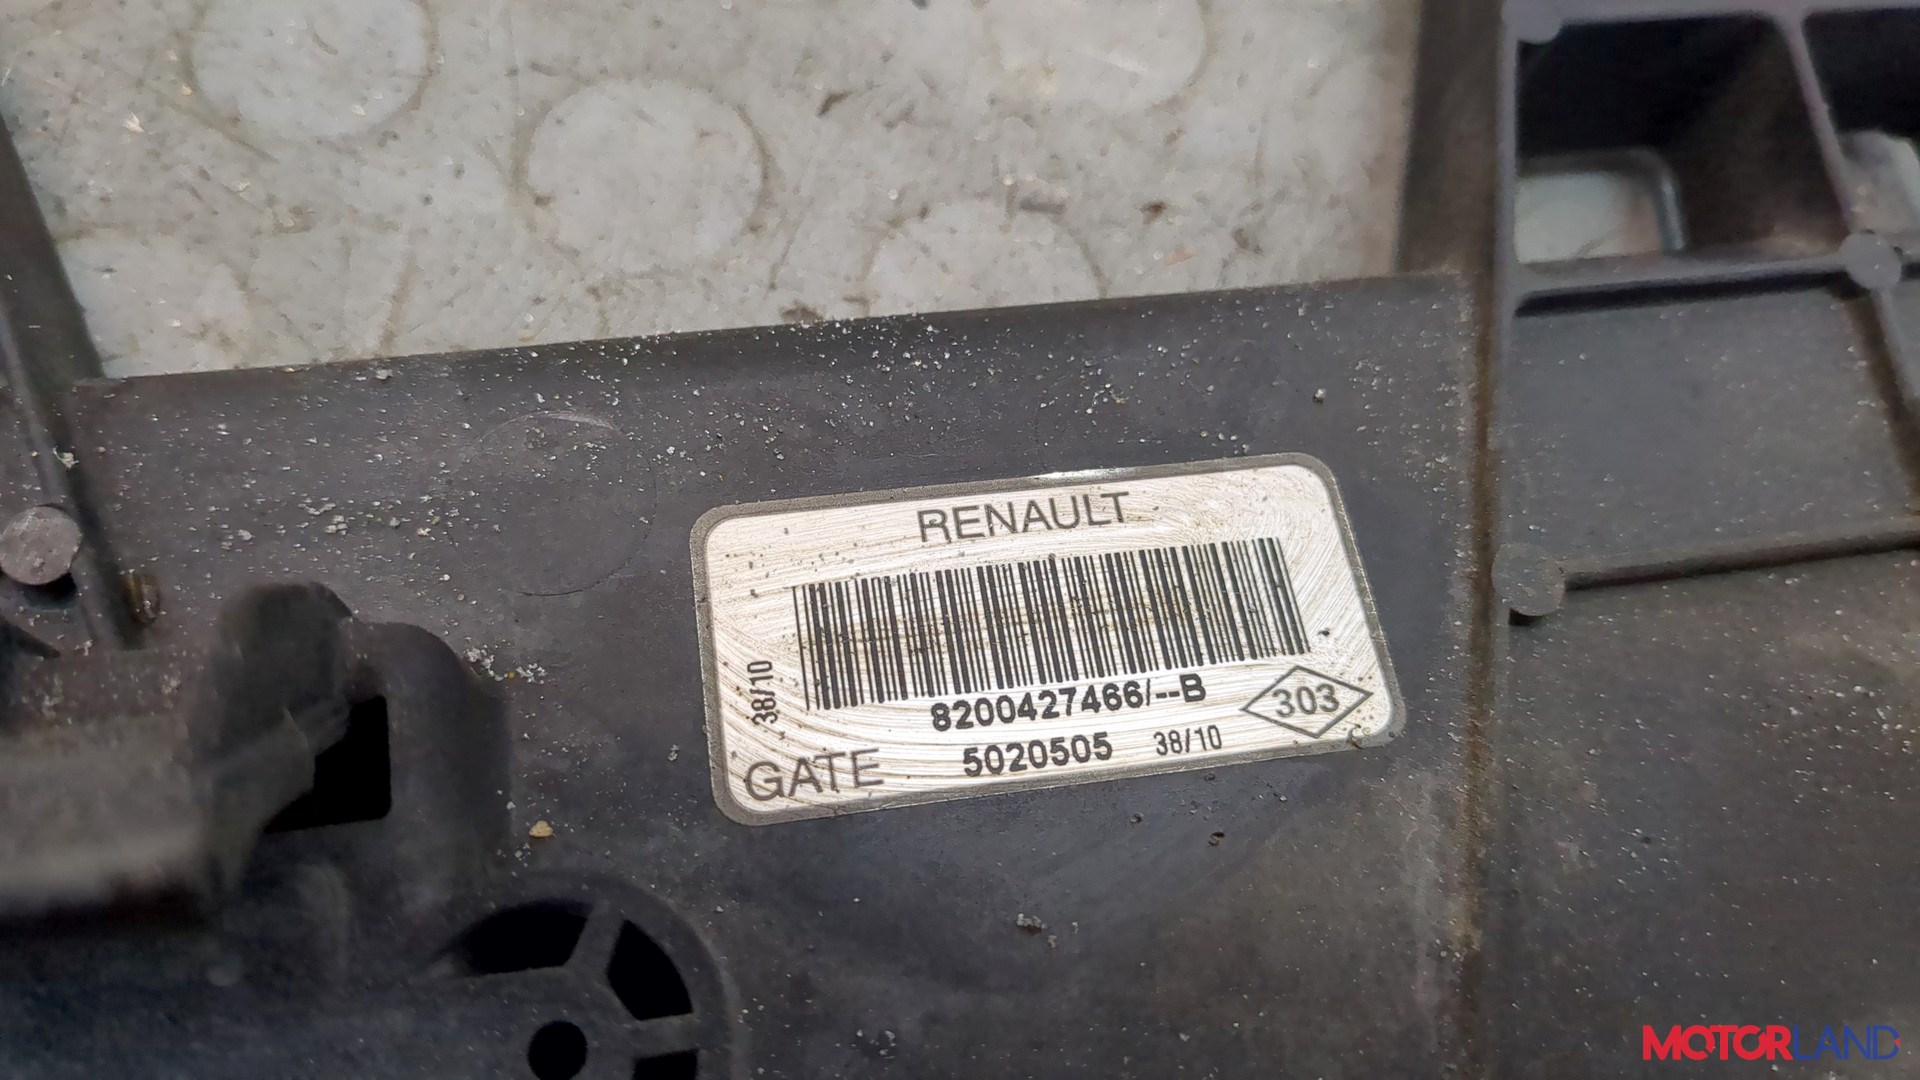 RENAULT
38/10
8200427466/--B
303
GATE
5020505 38/10
MOTORLAND